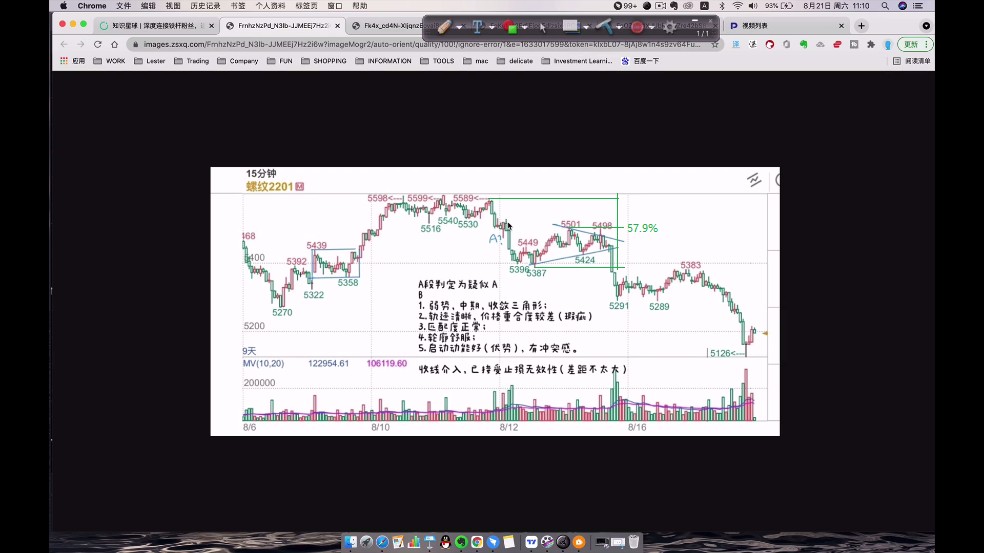 Chrome 文件 编辑 视图 历史记录 书签 个人资料 标签页 窗口 帮助 99+ 93% 8月21日 周六 11:10
知识星球 | 深度连接铁杆粉丝，
FrnhzNzPd_N3Ib-JJMEEj7Hz2
Fk4x_cd4N-XIjqnzE
视频列表
1/1
images.zsxq.com/FrnhzNzPd_N3Ib-JJMEEj7Hz2i6w?imageMogr2/auto-orient/quality/100!/ignore-error/1&e=1633017599&token=
更新
应用 WORK Lester Trading Company FUN SHOPPING INFORMATION TOOLS mac delicate Investment Learni... 百度一下 阅读清单
15分钟
螺纹2201
5598 5599 5589
5516 5540 5530
A?
5501 5498
57.9%
468 5439 5449
5392 5424
5400 5396 5387 5383
5322 5358
5270 5291 5289
A段判定为疑似A
B
1. 弱势, 中期, 收敛三角形;
2. 轨迹清晰, 价格重合度较差(瑕疵)
3. 匹配度正常;
4. 轮廓舒服;
5. 启动动能好(优势), 有冲突感。
5200
9天 5126
MV(10,20) 122954.61 106119.60
收线介入, 已接受止损无效性(差距不太大)
200000
8/6 8/10 8/12 8/16